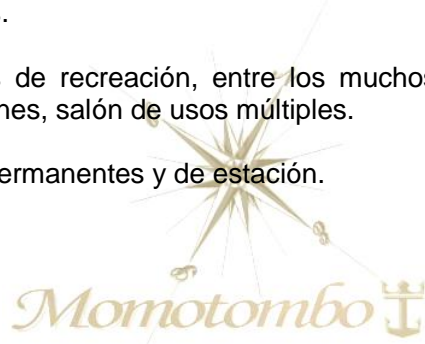 .
s de recreación, entre los muchos
nes, salón de usos múltiples.
ermanentes y de estación.
Momotombo